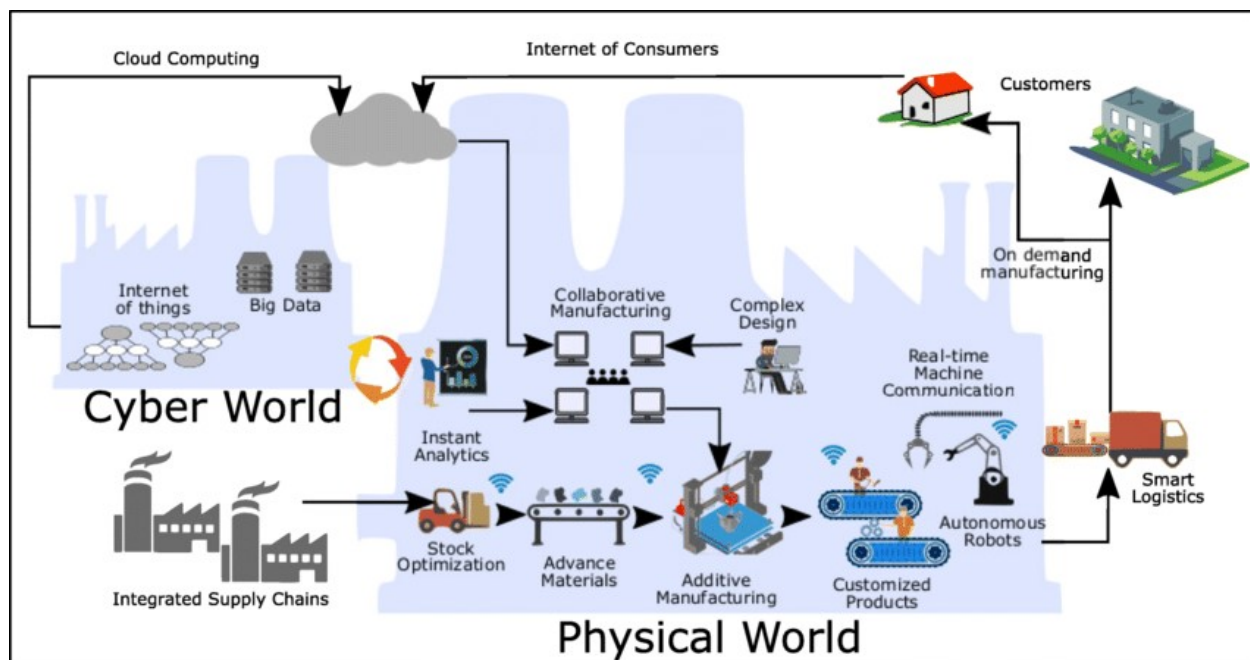 Cloud Computing
Internet of Consumers
Customers
On demand
manufacturing
Internet
of things
Big Data
Collaborative
Manufacturing
Complex
Design
Real-time
Machine
Communication
Cyber World
Instant
Analytics
Smart
Logistics
Stock
Optimization
Advance
Materials
Additive
Manufacturing
Customized
Products
Autonomous
Robots
Integrated Supply Chains
Physical World